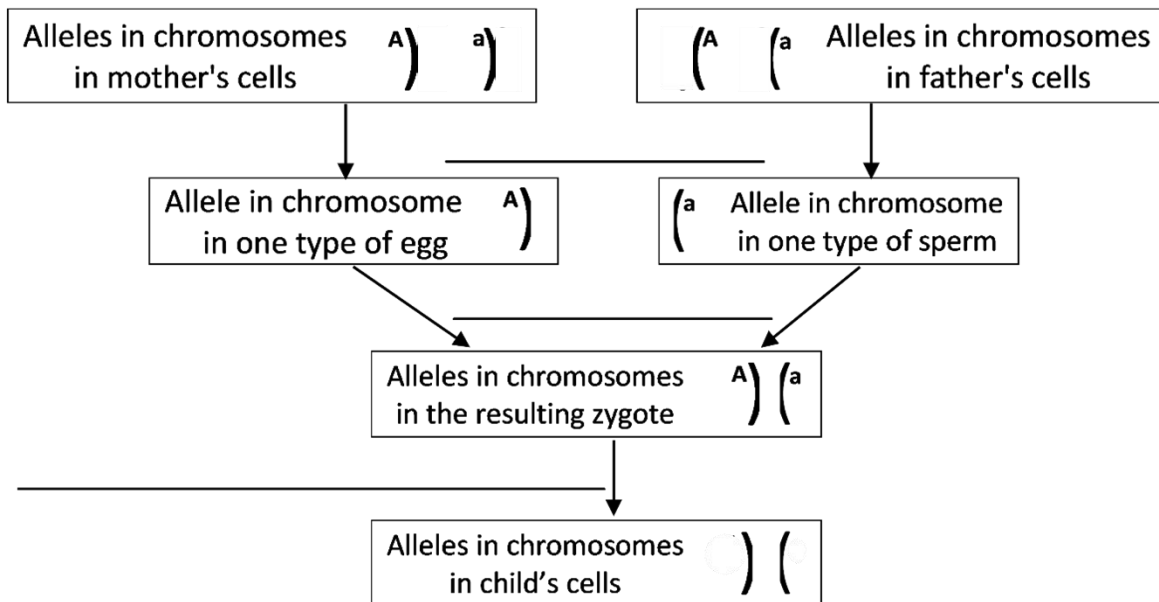 Alleles in chromosomes
in mother's cells
A a
A a
Alleles in chromosomes
in father's cells
Allele in chromosome
in one type of egg
A
a
Allele in chromosome
in one type of sperm
Alleles in chromosomes
in the resulting zygote
A a
Alleles in chromosomes
in child’s cells